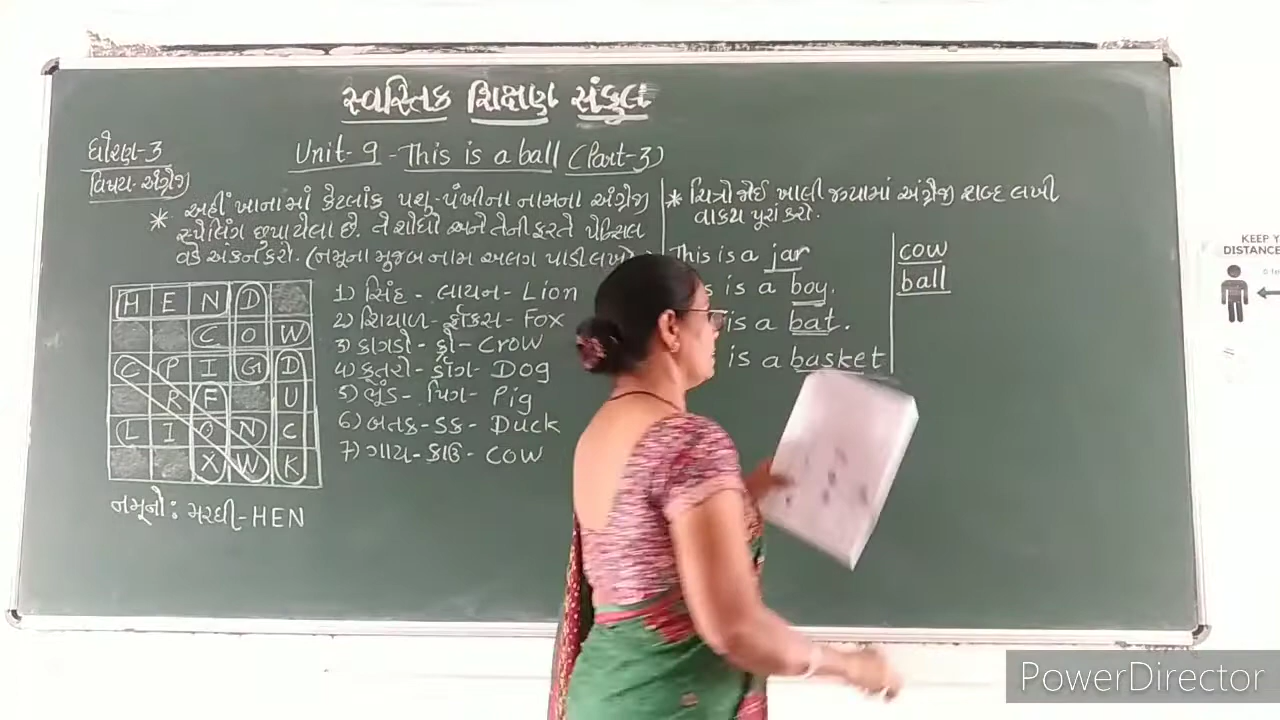 સ્વસ્તિક શિક્ષણ સંકુલ
ધોરણ-3
વિષય-અંગ્રેજી
Unit-9 - This is a ball (Part-3)
* અહીં ખાનામાં કેટલાંક પશુ-પંખીના નામના અંગ્રેજી
સ્પેલિંગ છુપાયેલા છે. તે શોધો અને તેની ફરતે પેન્સિલ
વડે અંકન કરો. (નમૂના મુજબ નામ અલગ પાડી લખો
H E N D
C O W
C P I G D
R F U
L I O N C
X W K
નમૂનો: મરઘી-HEN
1) સિંહ - લાયન - Lion
2) શિયાળ - ફોક્સ - Fox
3) કાગડો - ક્રો - Crow
4) કૂતરો - ડૉગ - Dog
5) ભૂંડ - પિગ - Pig
6) બતક - ડક - Duck
7) ગાય - કાઉ - Cow
* ચિત્રો જોઈ ખાલી જગ્યામાં અંગ્રેજી શબ્દ લખી
વાક્ય પૂરાં કરો.
This is a jar
is a boy.
is a bat.
is a basket
cow
ball
KEEP Y
DISTANCE
PowerDirector